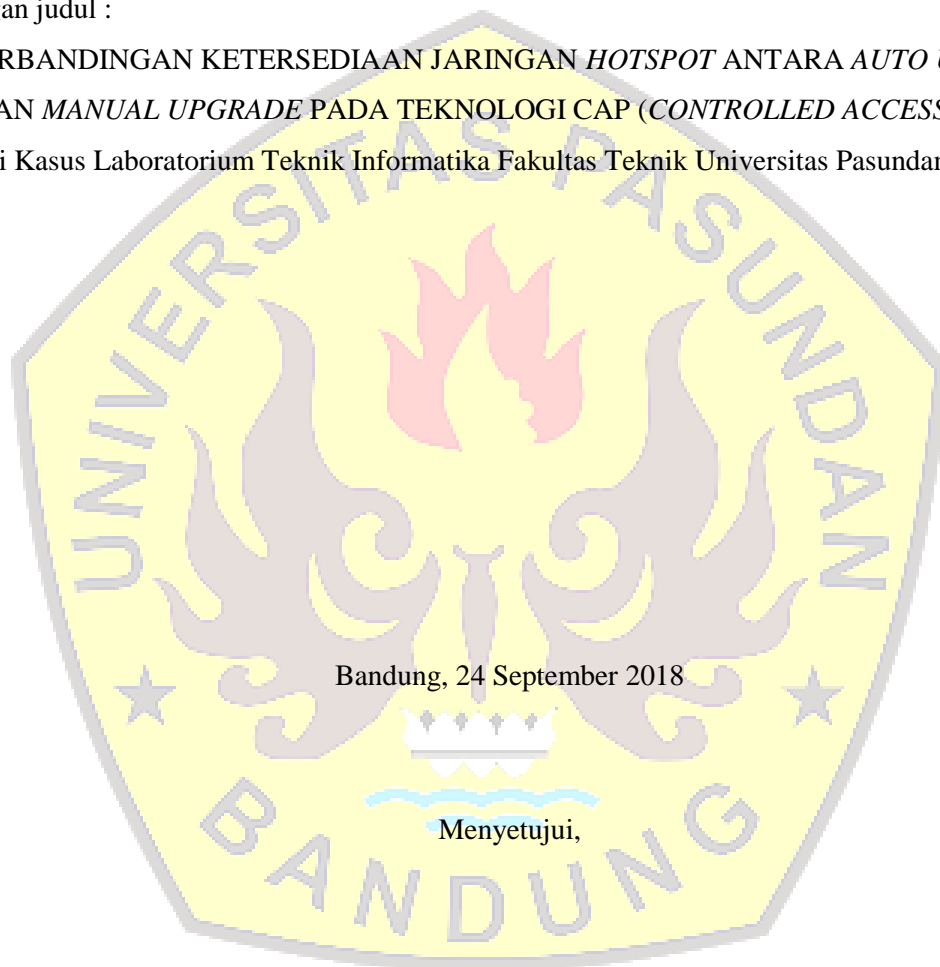 gan judul :
RBANDINGAN KETERSEDIAAN JARINGAN HOTSPOT ANTARA AUTO U
AN MANUAL UPGRADE PADA TEKNOLOGI CAP (CONTROLLED ACCESS
i Kasus Laboratorium Teknik Informatika Fakultas Teknik Universitas Pasundan
UNIVERSITAS PASUNDAN
Bandung, 24 September 2018
Menyetujui,
BANDUNG